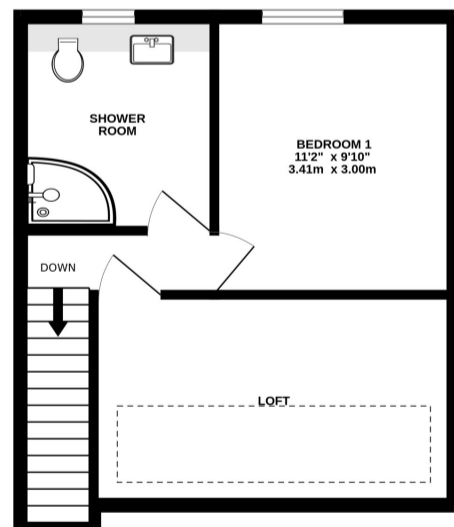 SHOWER
ROOM
BEDROOM 1
11'2" x 9'10"
3.41m x 3.00m
DOWN
LOFT